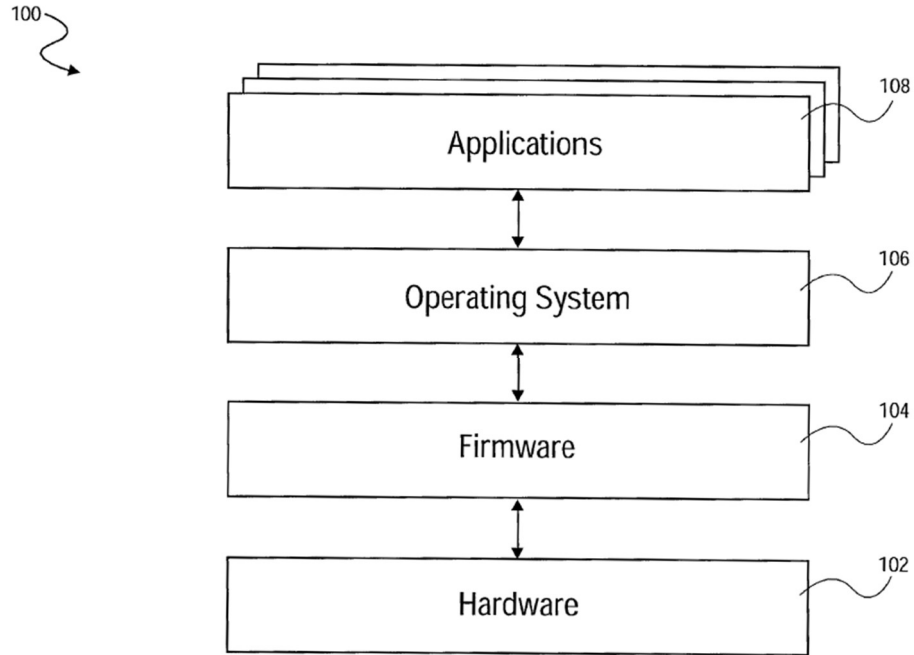 100
108
Applications
106
Operating System
104
Firmware
102
Hardware